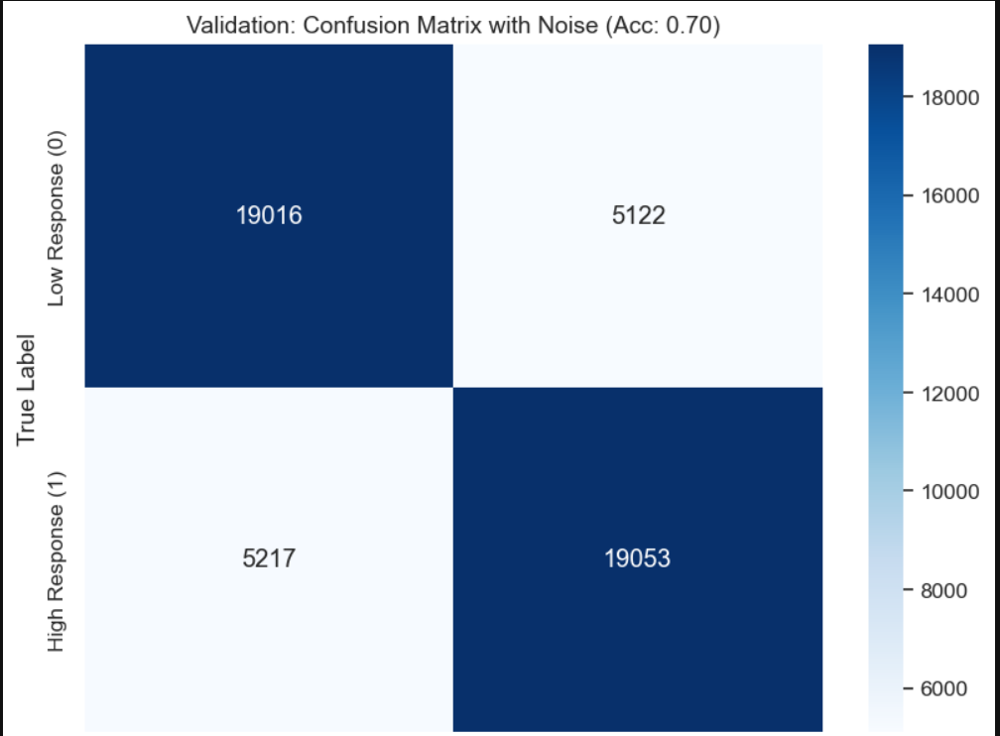 Validation: Confusion Matrix with Noise (Acc: 0.70)
True Label
Low Response (0)
High Response (1)
19016
5122
5217
19053
18000
16000
14000
12000
10000
8000
6000